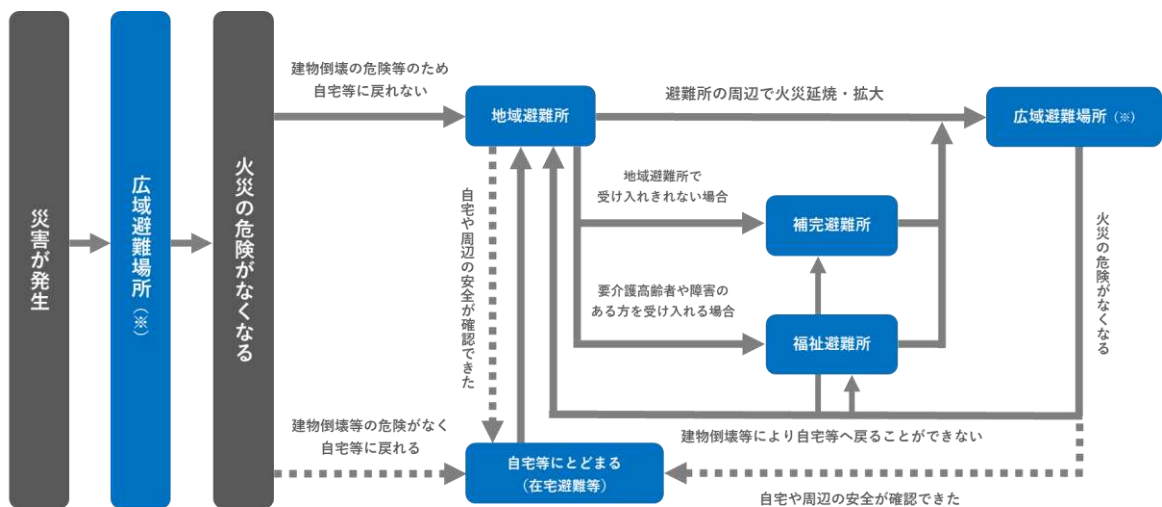 災害が発生
広域避難場所（※）
火災の危険がなくなる
建物倒壊の危険等のため
自宅等に戻れない
地域避難所
避難所の周辺で火災延焼・拡大
広域避難場所（※）
自宅や周辺の安全が確認できた
地域避難所で
受け入れきれない場合
補完避難所
火災の危険がなくなる
要介護高齢者や障害の
ある方を受け入れる場合
福祉避難所
建物倒壊等の危険がなく
自宅等に戻れる
建物倒壊等により自宅等へ戻ることができない
自宅等にとどまる
（在宅避難等）
自宅や周辺の安全が確認できた